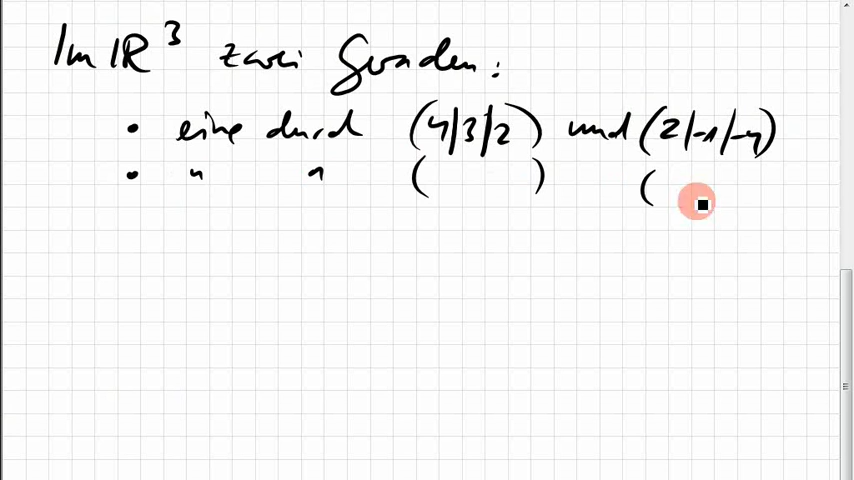 Im ℝ³ zwei Geraden:
• eine durch (4|3|2) und (2|-1|-4)
• " " ( ) (